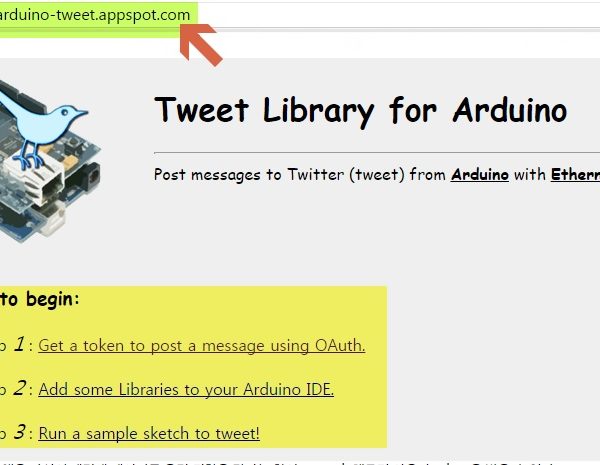 arduino-tweet.appspot.com
Tweet Library for Arduino
Post messages to Twitter (tweet) from Arduino with Ethern
to begin:
p 1 : Get a token to post a message using OAuth.
p 2 : Add some Libraries to your Arduino IDE.
p 3 : Run a sample sketch to tweet!